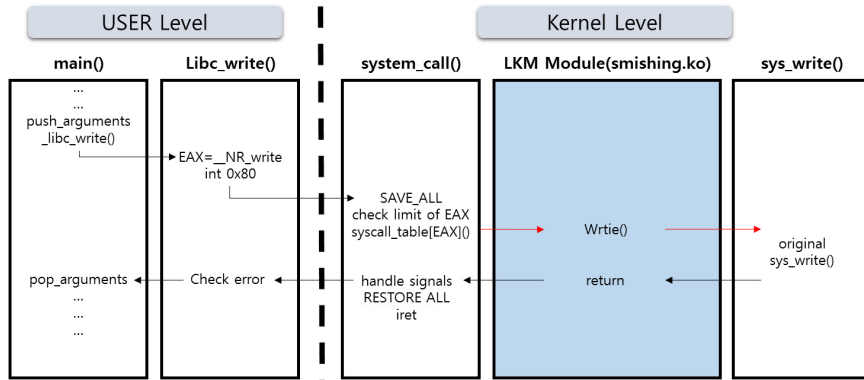 USER Level
Kernel Level
main()
Libc_write()
system_call()
LKM Module(smishing.ko)
sys_write()
...
...
push_arguments
_libc_write()
EAX=__NR_write
int 0x80
SAVE_ALL
check limit of EAX
syscall_table[EAX]()
Wrtie()
original
sys_write()
pop_arguments
...
...
...
Check error
handle signals
RESTORE ALL
iret
return